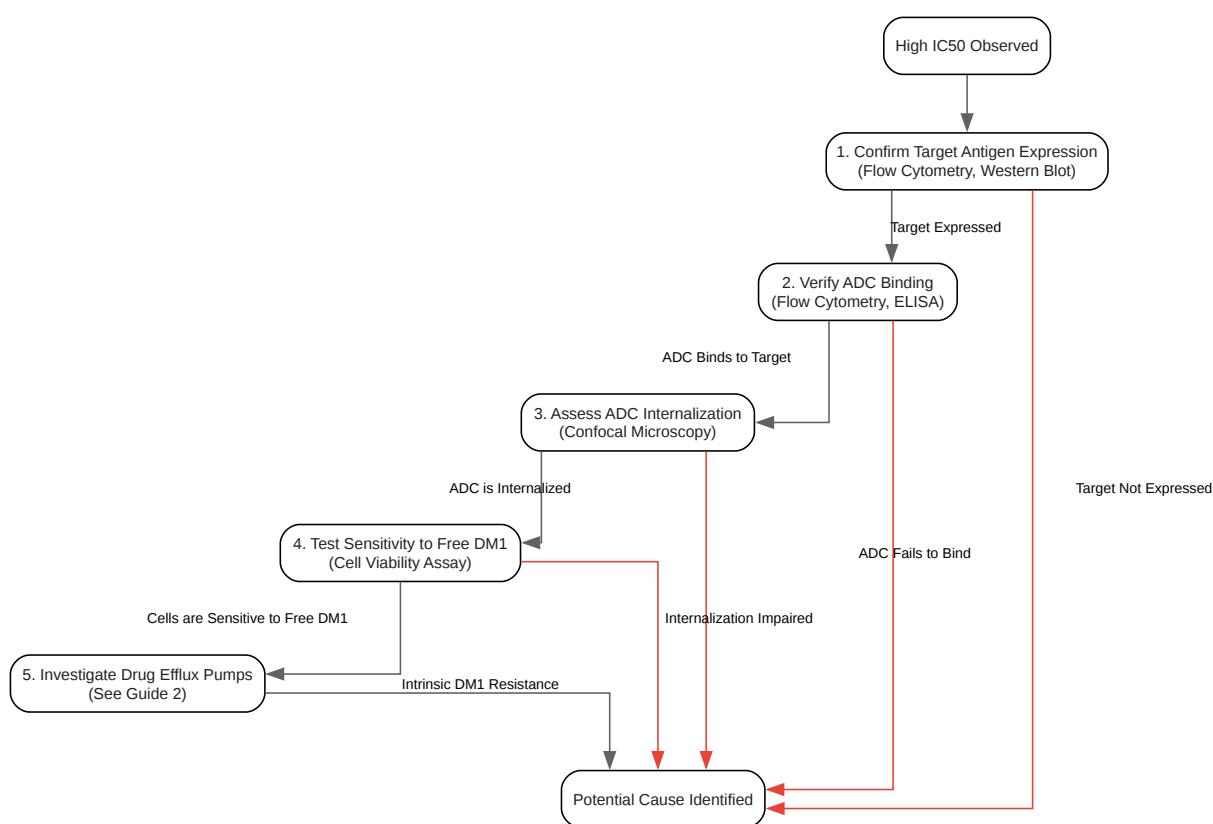 High IC50 Observed
1. Confirm Target Antigen Expression
(Flow Cytometry, Western Blot)
Target Expressed
2. Verify ADC Binding
(Flow Cytometry, ELISA)
ADC Binds to Target
3. Assess ADC Internalization
(Confocal Microscopy)
ADC is Internalized
Target Not Expressed
4. Test Sensitivity to Free DM1
(Cell Viability Assay)
ADC Fails to Bind
Cells are Sensitive to Free DM1
Internalization Impaired
5. Investigate Drug Efflux Pumps
(See Guide 2)
Intrinsic DM1 Resistance
Potential Cause Identified